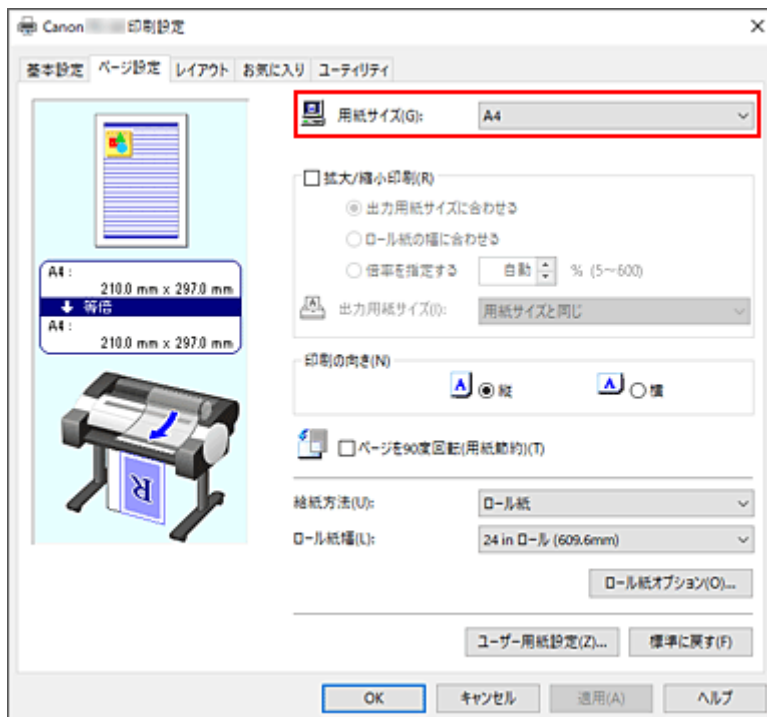 Canon 印刷設定
基本設定 ページ設定 レイアウト お気に入り ユーティリティ
用紙サイズ(G): A4
拡大/縮小印刷(R)
出力用紙サイズに合わせる
ロール紙の幅に合わせる
倍率を指定する 自動 % (5～600)
出力用紙サイズ(I): 用紙サイズと同じ
A4 :
210.0 mm x 297.0 mm
等倍
A4 :
210.0 mm x 297.0 mm
印刷の向き(N)
A 縦 A 横
ページを90度回転(用紙節約)(T)
R
給紙方法(U): ロール紙
ロール紙幅(L): 24 in ロール (609.6mm)
ロール紙オプション(O)...
ユーザー用紙設定(Z)... 標準に戻す(F)
OK キャンセル 適用(A) ヘルプ